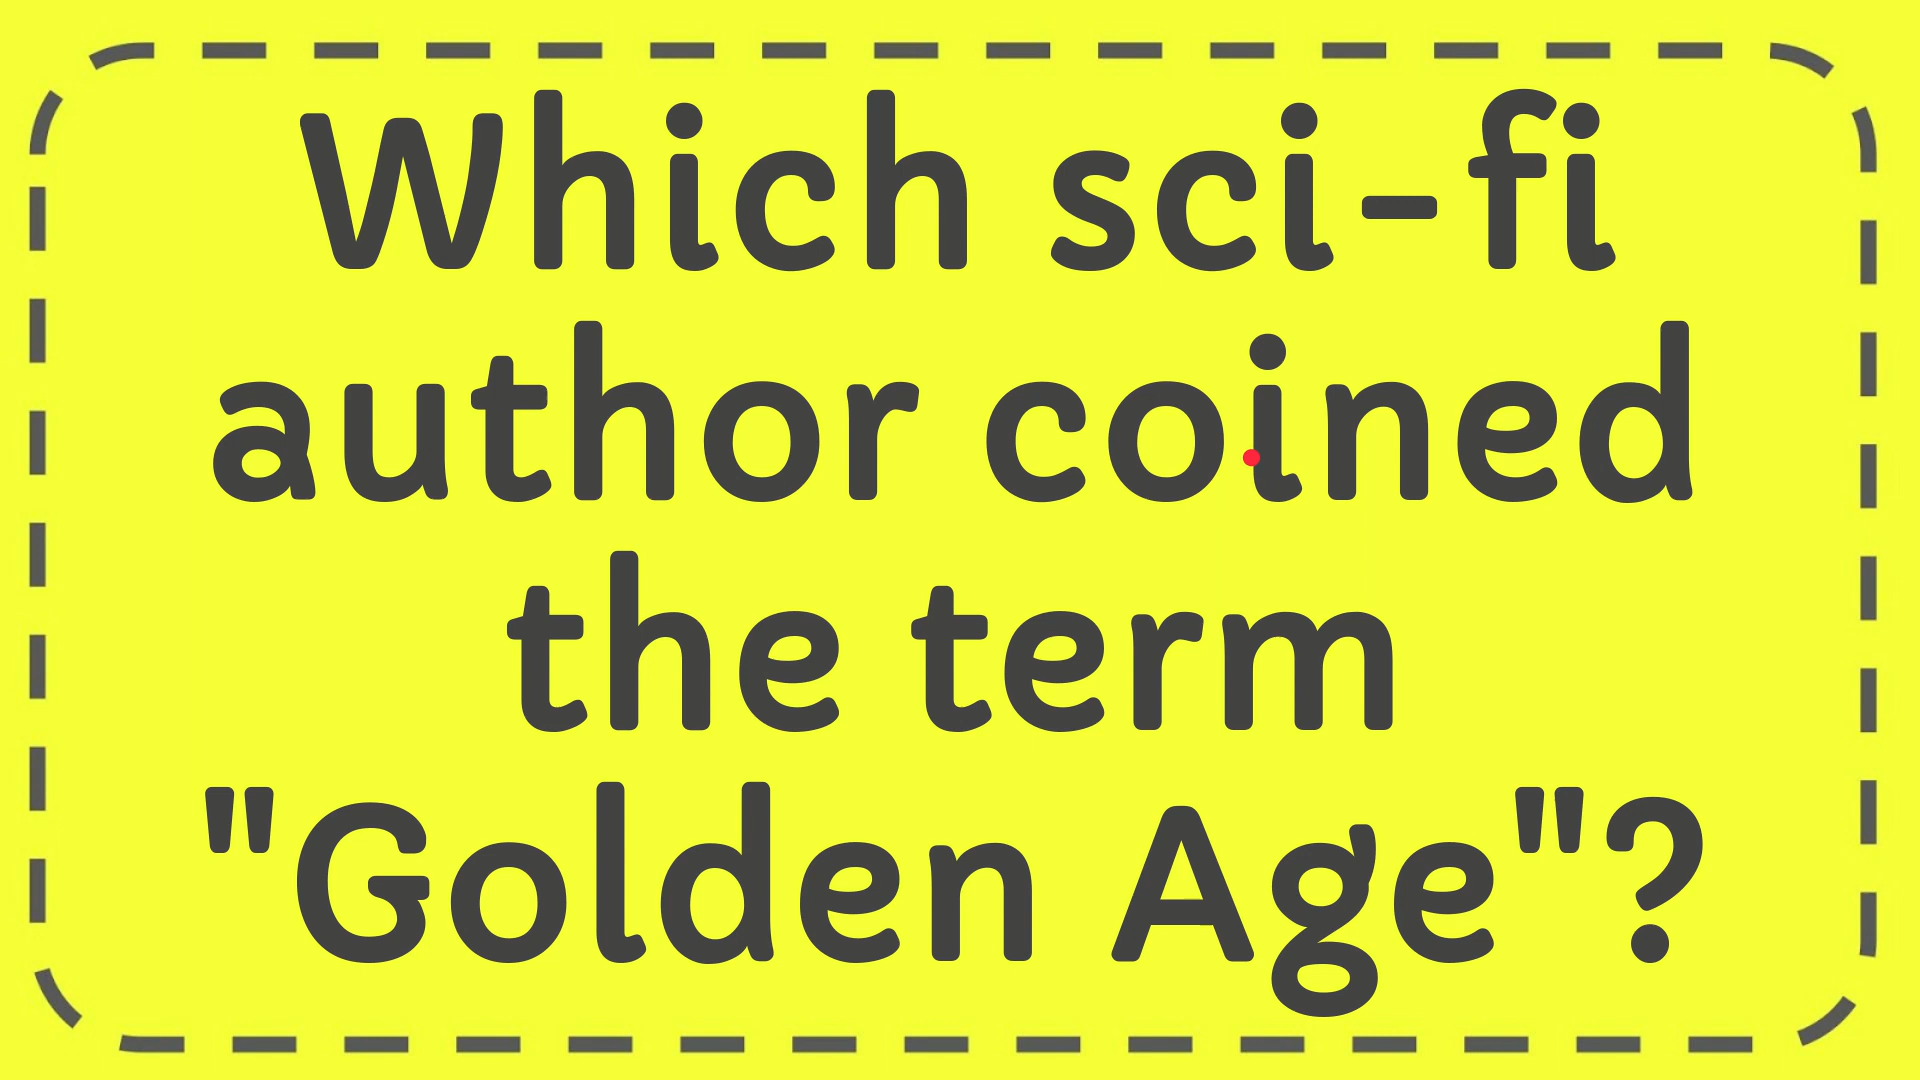 Which sci-fi
author coined
the term
"Golden Age"?